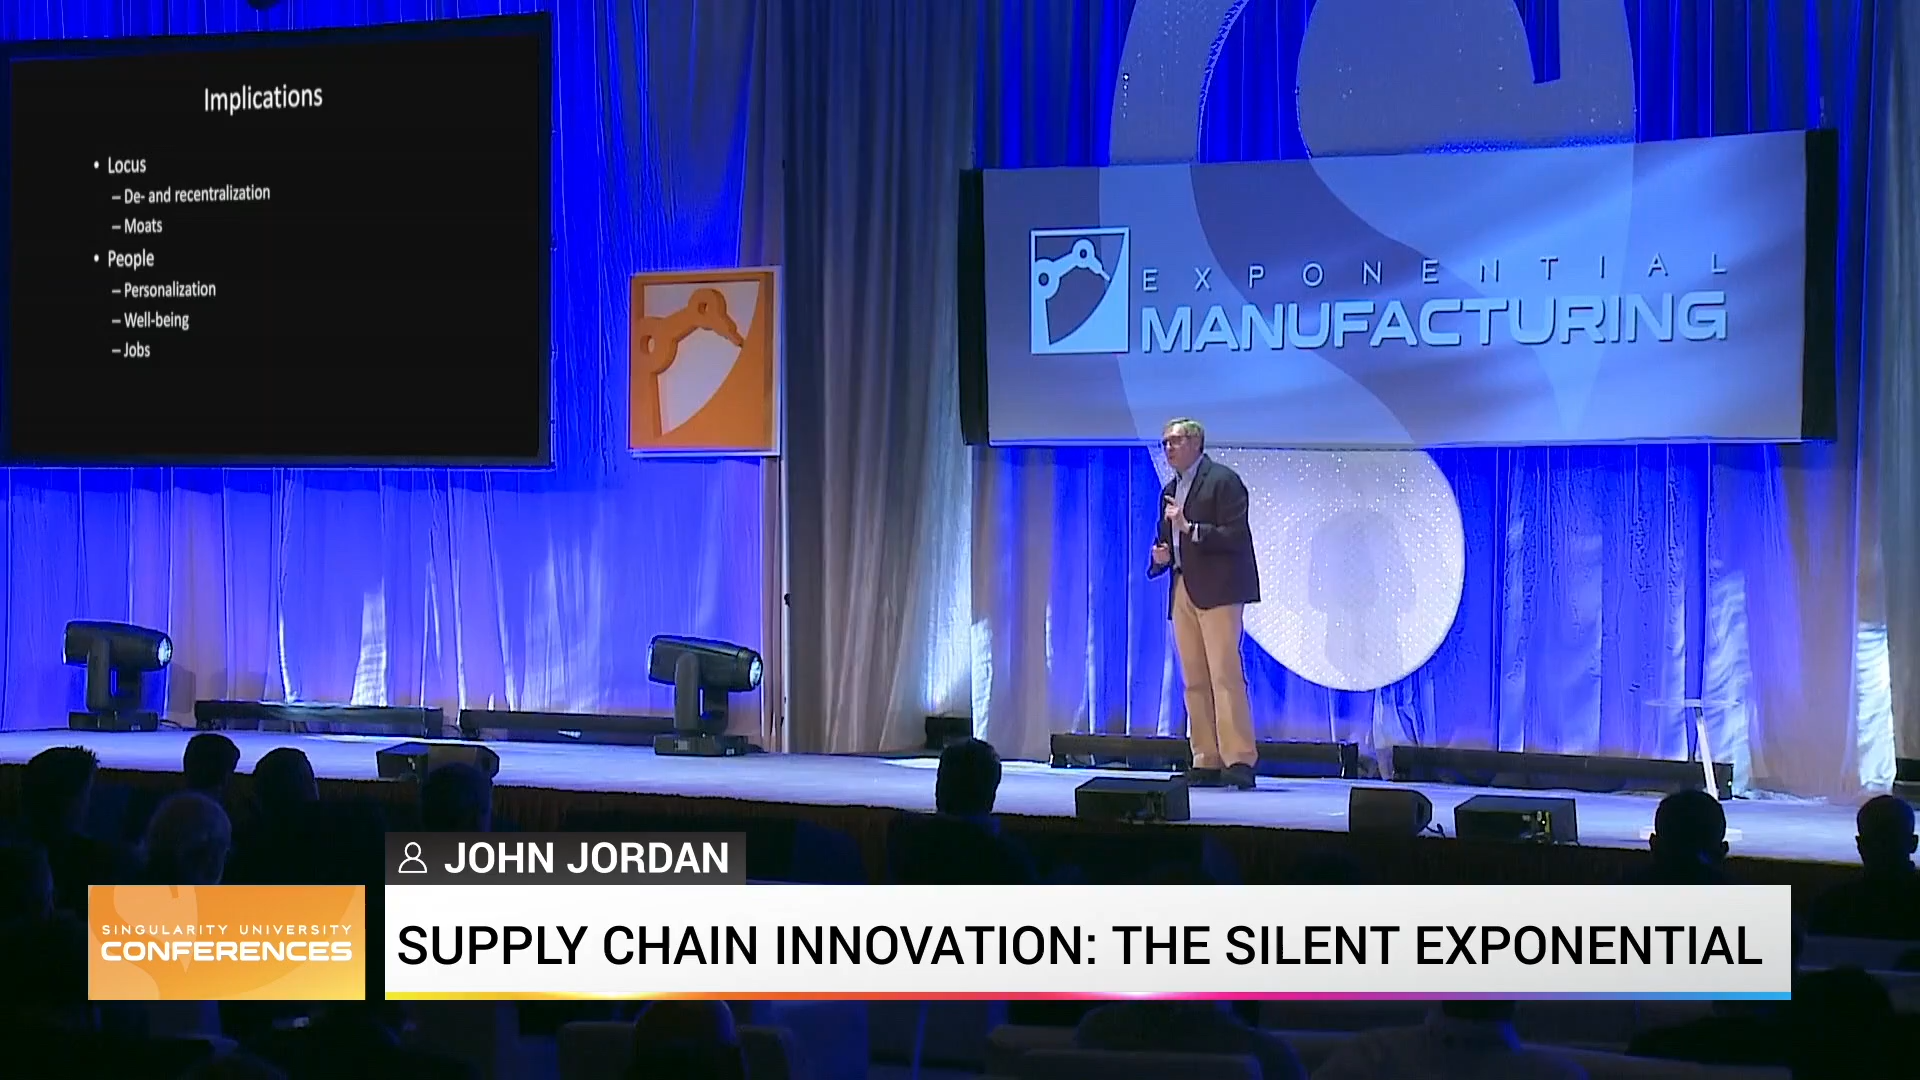 Implications
• Locus
– De- and recentralization
– Moats
• People
– Personalization
– Well-being
– Jobs
EXPONENTIAL
MANUFACTURING
JOHN JORDAN
SINGULARITY UNIVERSITY
CONFERENCES
SUPPLY CHAIN INNOVATION: THE SILENT EXPONENTIAL